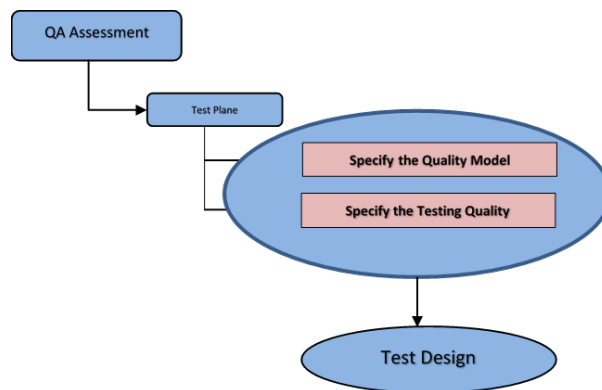 QA Assessment
Test Plane
Specify the Quality Model
Specify the Testing Quality
Test Design